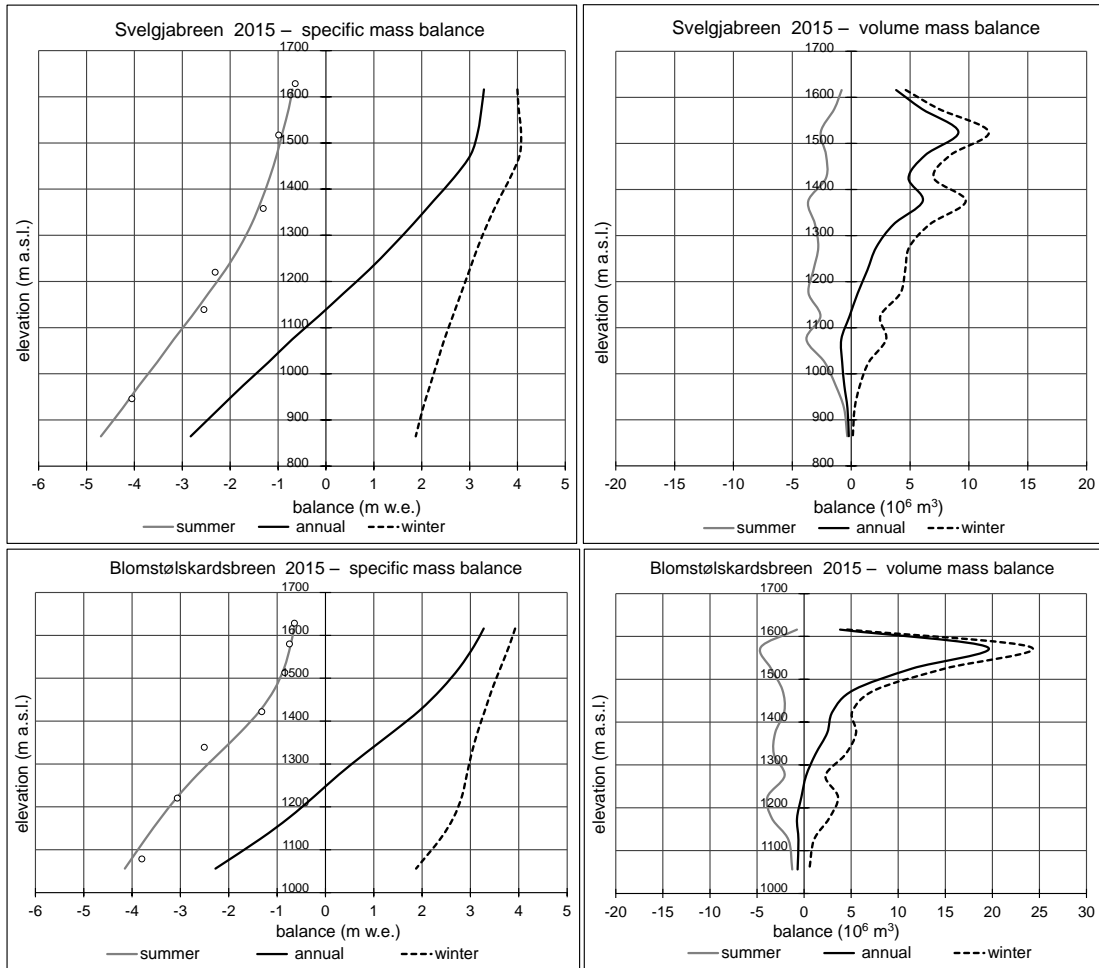 Svelgjabreen 2015 – specific mass balance
1700
1600
1500
1400
1300
1200
1100
1000
900
800
elevation (m a.s.l.)
-6 -5 -4 -3 -2 -1 0 1 2 3 4 5
balance (m w.e.)
summer annual winter
Svelgjabreen 2015 – volume mass balance
1700
1600
1500
1400
1300
1200
1100
1000
900
800
elevation (m a.s.l.)
-20 -15 -10 -5 0 5 10 15 20
balance (10⁶ m³)
summer annual winter
Blomstølskardsbreen 2015 – specific mass balance
1700
1600
1500
1400
1300
1200
1100
1000
elevation (m a.s.l.)
-6 -5 -4 -3 -2 -1 0 1 2 3 4 5
balance (m w.e.)
summer annual winter
Blomstølskardsbreen 2015 – volume mass balance
1700
1600
1500
1400
1300
1200
1100
1000
elevation (m a.s.l.)
-20 -15 -10 -5 0 5 10 15 20 25 30
balance (10⁶ m³)
summer annual winter